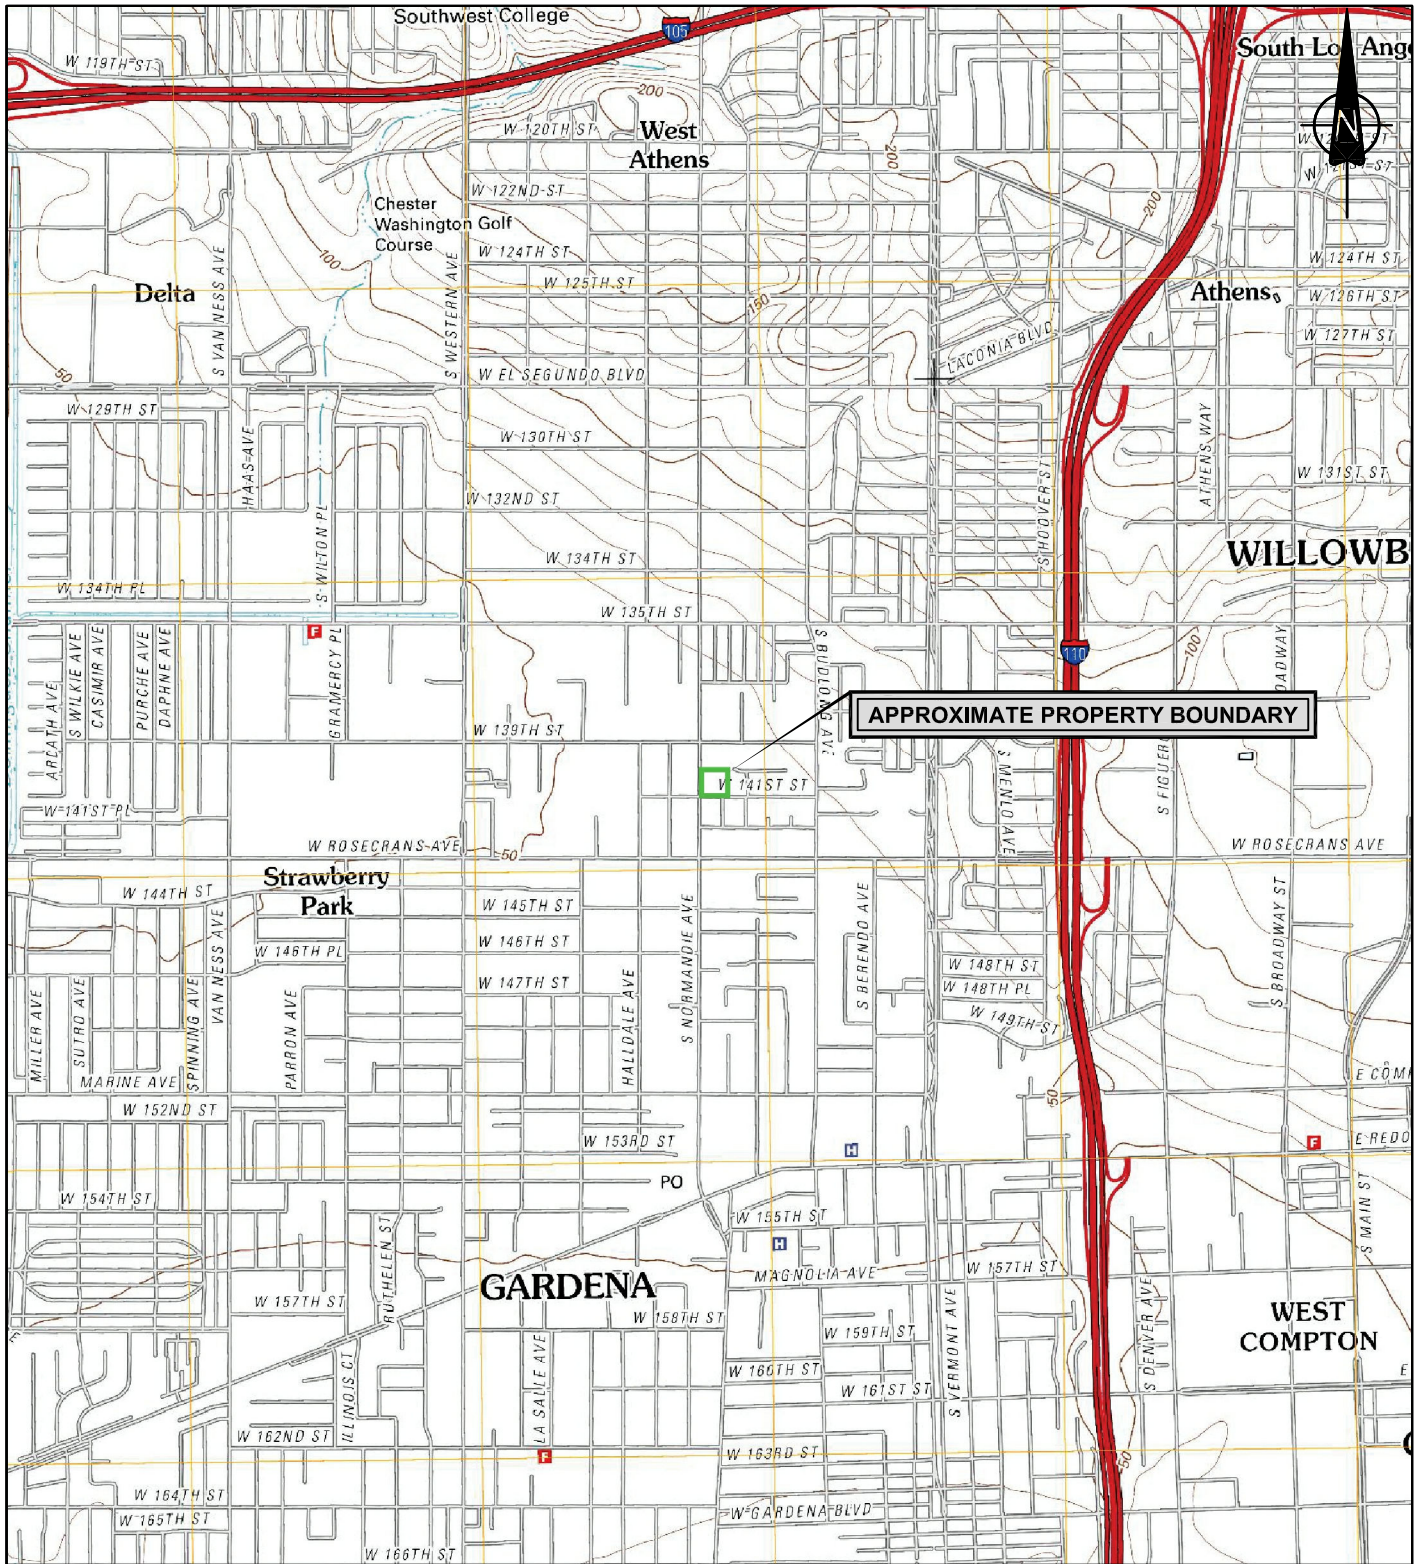 Southwest College
105
South Los Ang
W 119TH ST
200
W 120TH ST
West
Athens
N
200
W 122ND ST
Chester
Washington Golf
Course
200
W 124TH ST
W 124TH ST
100
S VAN NESS AVE
S WESTERN AVE
W 125TH ST
Delta
Athens
W 126TH ST
150
W 127TH ST
LACONIA BLVD
50
W EL SEGUNDO BLVD
W 129TH ST
W 130TH ST
HAAS AVE
ATHENS WAY
W 131ST ST
W 132ND ST
S HOOVER ST
S WILTON PL
W 134TH ST
WILLOWB
W 134TH PL
W 135TH ST
F
S WILKIE AVE
CASIMIR AVE
PURCHE AVE
DAPHNE AVE
GRAMERCY PL
S BUDLONG AVE
110
100
OADWAY
ARDATH AVE
APPROXIMATE PROPERTY BOUNDARY
W 139TH ST
S MENLO AVE
S FIGUERO
W 141ST ST
W 141ST PL
W ROSECRANS AVE
50
W ROSECRANS AVE
Strawberry
Park
W 144TH ST
W 145TH ST
S NORMANDIE AVE
S BERENDO AVE
S BROADWAY ST
VAN NESS AVE
W 146TH PL
W 146TH ST
W 147TH ST
W 148TH ST
W 148TH PL
W 149TH ST
MILLER AVE
SUTRO AVE
SPINNING AVE
PARRON AVE
HALLDALE AVE
MARINE AVE
50
E COM
W 152ND ST
W 153RD ST
H
F
E REDO
PO
W 154TH ST
W 155TH ST
S MAIN ST
RUTHELEN ST
H
MAGNOLIA AVE
W 157TH ST
GARDENA
W 157TH ST
W 158TH ST
S VERMONT AVE
S DENVER AVE
WEST
COMPTON
W 159TH ST
E
LA SALLE AVE
ILLINOIS CT
W 160TH ST
W 161ST ST
E
W 162ND ST
F
W 163RD ST
50
W 164TH ST
W GARDENA BLVD
W 165TH ST
W 166TH ST